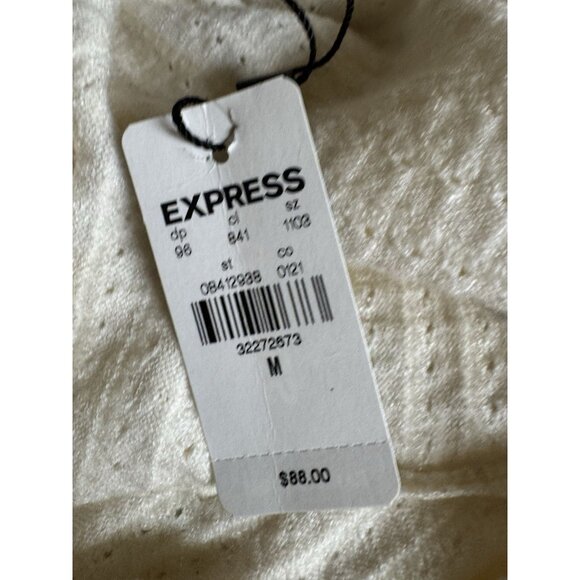 EXPRESS
dp cl sz
96 841 1103
st co
08412938 0121
32272673
M
$88.00